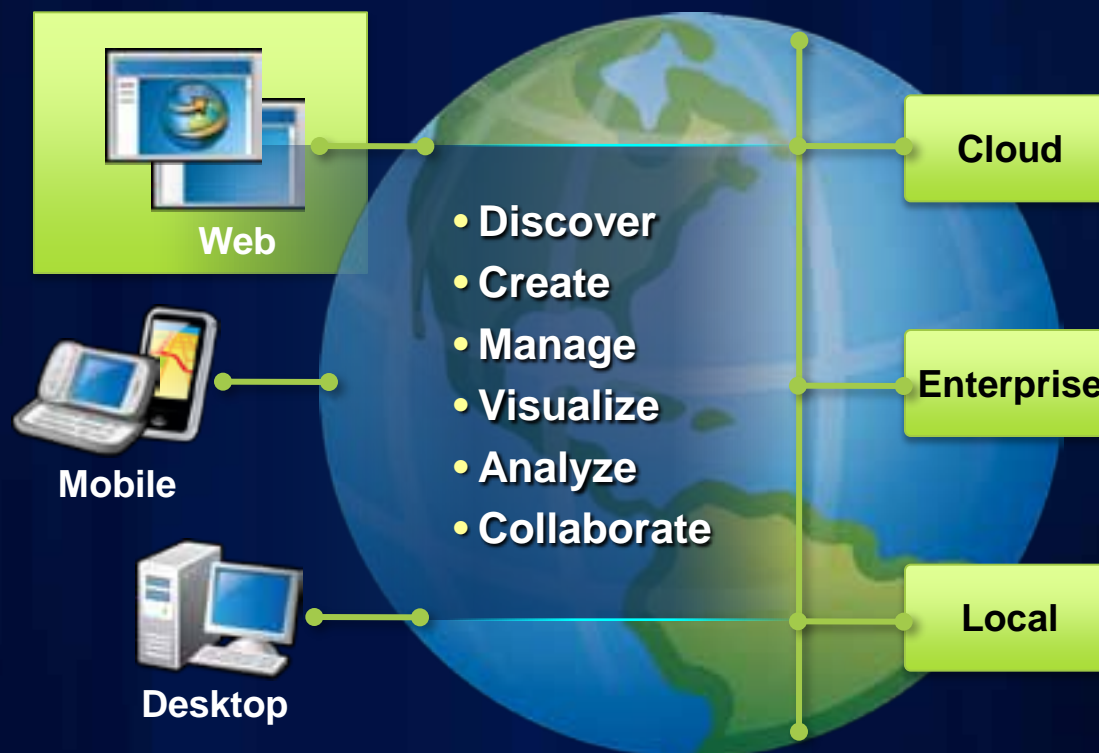 Web
Mobile
Desktop
• Discover
• Create
• Manage
• Visualize
• Analyze
• Collaborate
Cloud
Enterprise
Local